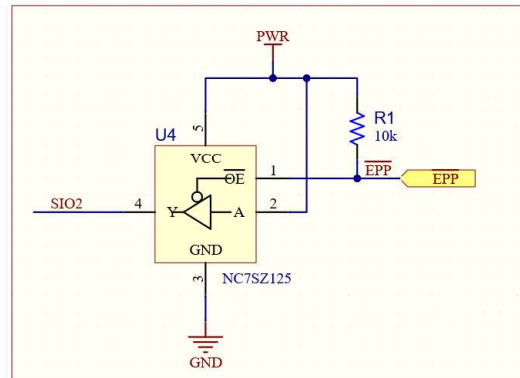 PWR
U4
R1
10k
5
VCC
OE
1
EPP
EPP
SIO2
4
Y
A
2
GND
3
NC7SZ125
GND